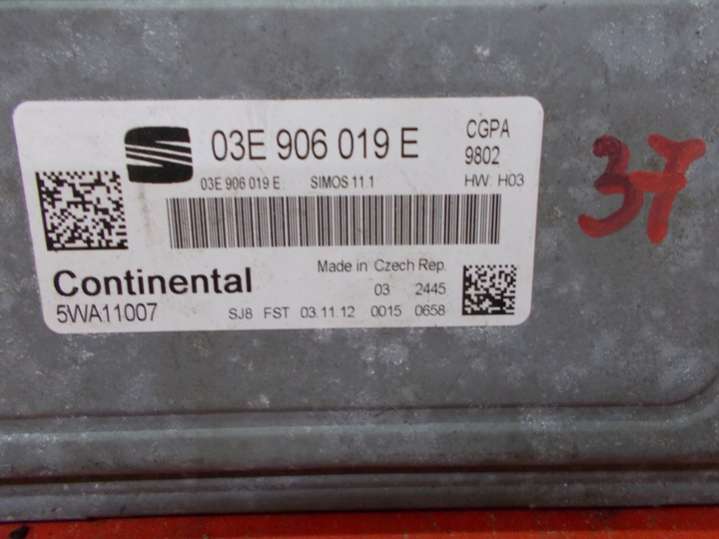 03E 906 019 E
CGPA
9802
03E 906 019 E
SIMOS 11.1
HW: H03
37
Continental
Made in Czech Rep.
5WA11007
03 2445
SJ8 FST 03.11.12 0015 0658